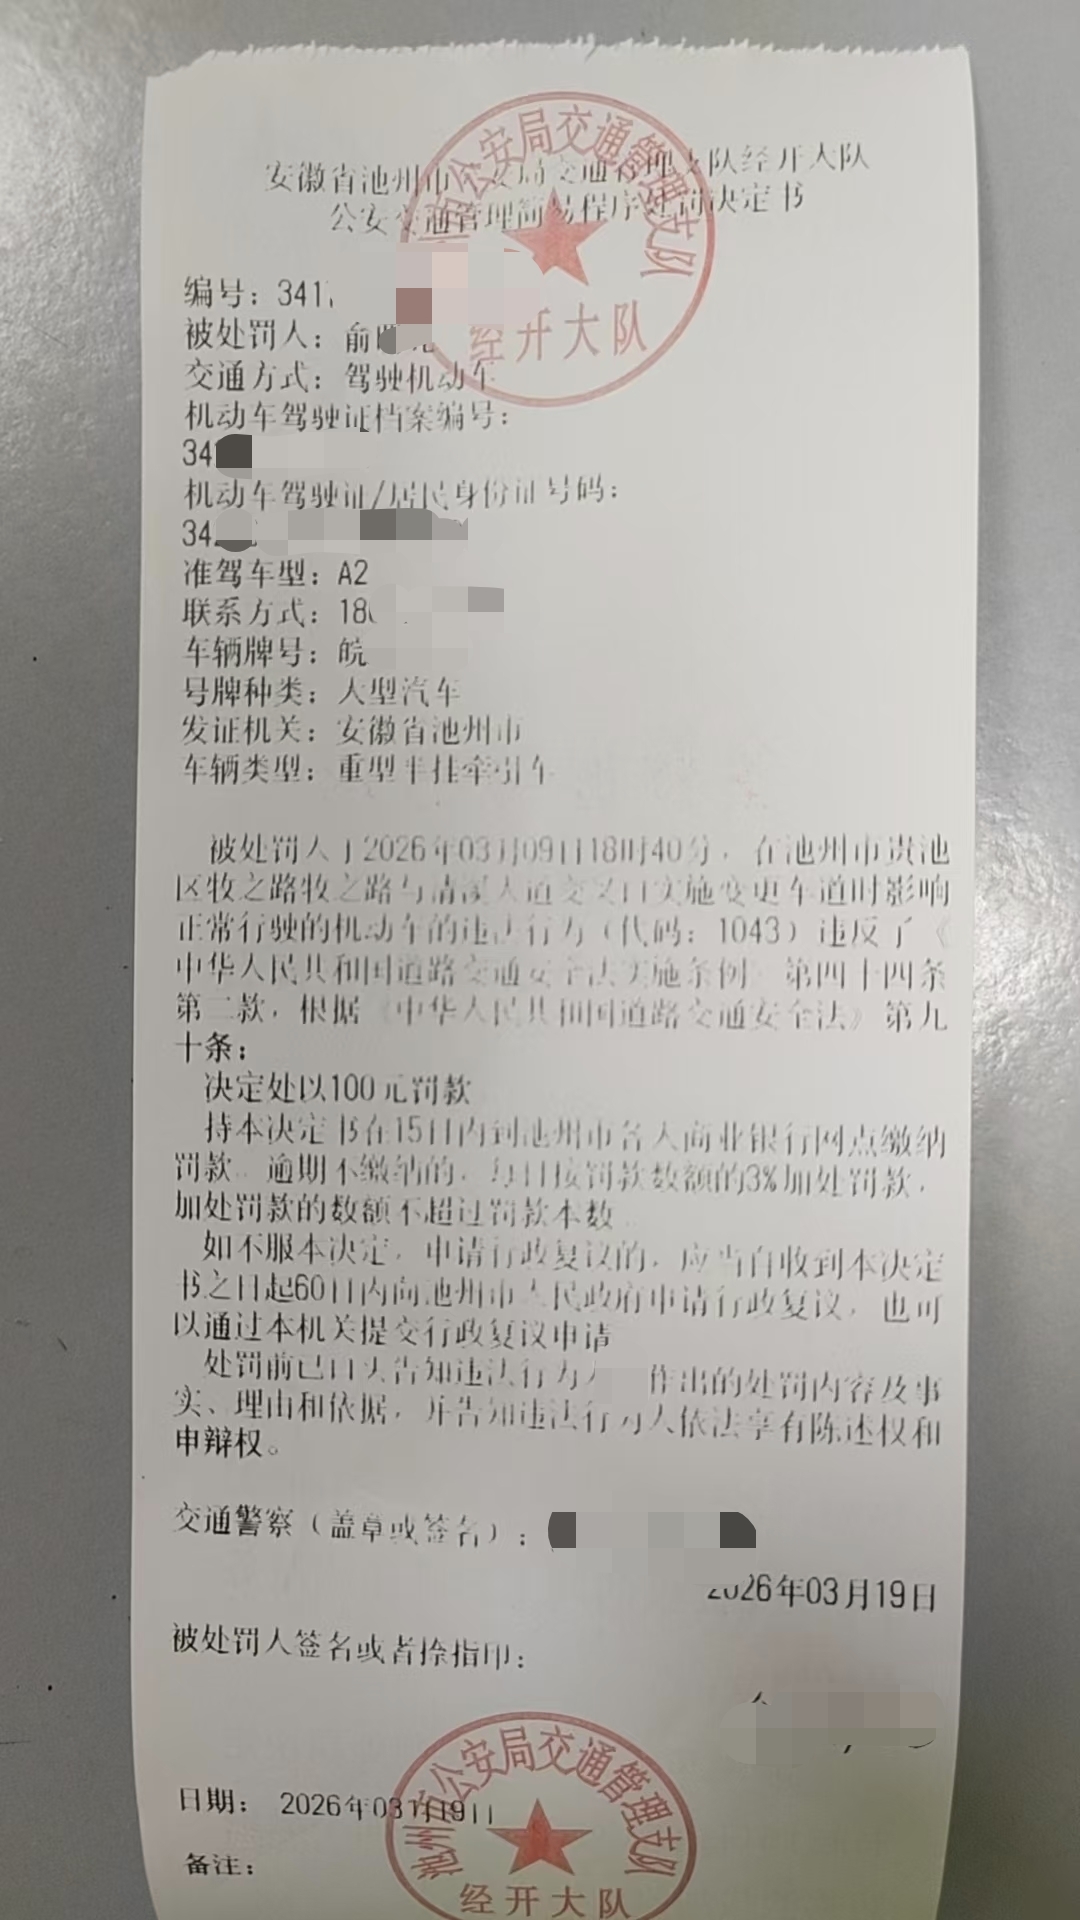 池州市公安局交通管理支队
经开大队
安徽省池州市公安局交通管理支队经开大队
公安交通管理简易程序处罚决定书
编号：341
被处罚人：俞
交通方式：驾驶机动车
机动车驾驶证档案编号：
34
机动车驾驶证/居民身份证号码：
34
准驾车型：A2
联系方式：18
车辆牌号：皖
号牌种类：大型汽车
发证机关：安徽省池州市
车辆类型：重型半挂牵引车
被处罚人于2026年03月09日18时40分，在池州市贵池
区牧之路牧之路与清溪大道交叉口实施变更车道时影响
正常行驶的机动车的违法行为（代码：1043）违反了《
中华人民共和国道路交通安全法实施条例》第四十四条
第二款，根据《中华人民共和国道路交通安全法》第九
十条：
决定处以100元罚款
持本决定书在15日内到池州市各大商业银行网点缴纳
罚款。逾期不缴纳的，每日按罚款数额的3%加处罚款，
加处罚款的数额不超过罚款本数。
如不服本决定，申请行政复议的，应当自收到本决定
书之日起60日内向池州市人民政府申请行政复议，也可
以通过本机关提交行政复议申请
处罚前已口头告知违法行为人 作出的处罚内容及事
实、理由和依据，并告知违法行为人依法享有陈述权和
申辩权。
交通警察（盖章或签名）：
2026年03月19日
被处罚人签名或者捺指印：
日期： 2026年03月19日
备注：
池州市公安局交通管理支队
经开大队